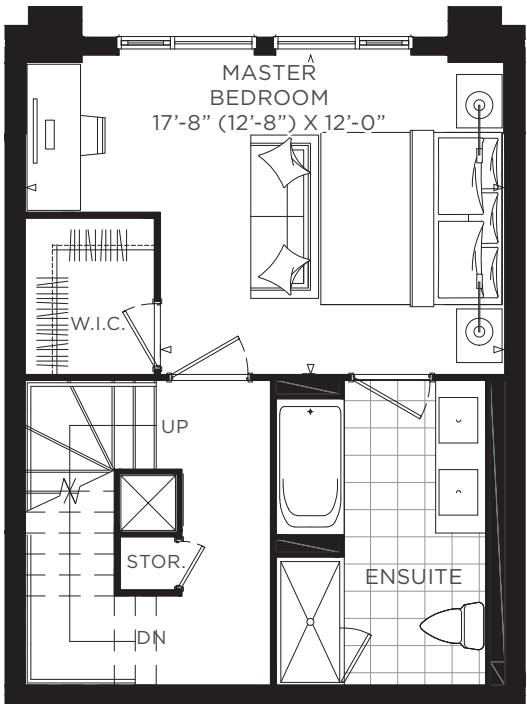 MASTER
BEDROOM
17’-8” (12’-8”) X 12’-0”
W.I.C.
UP
STOR.
ENSUITE
DN